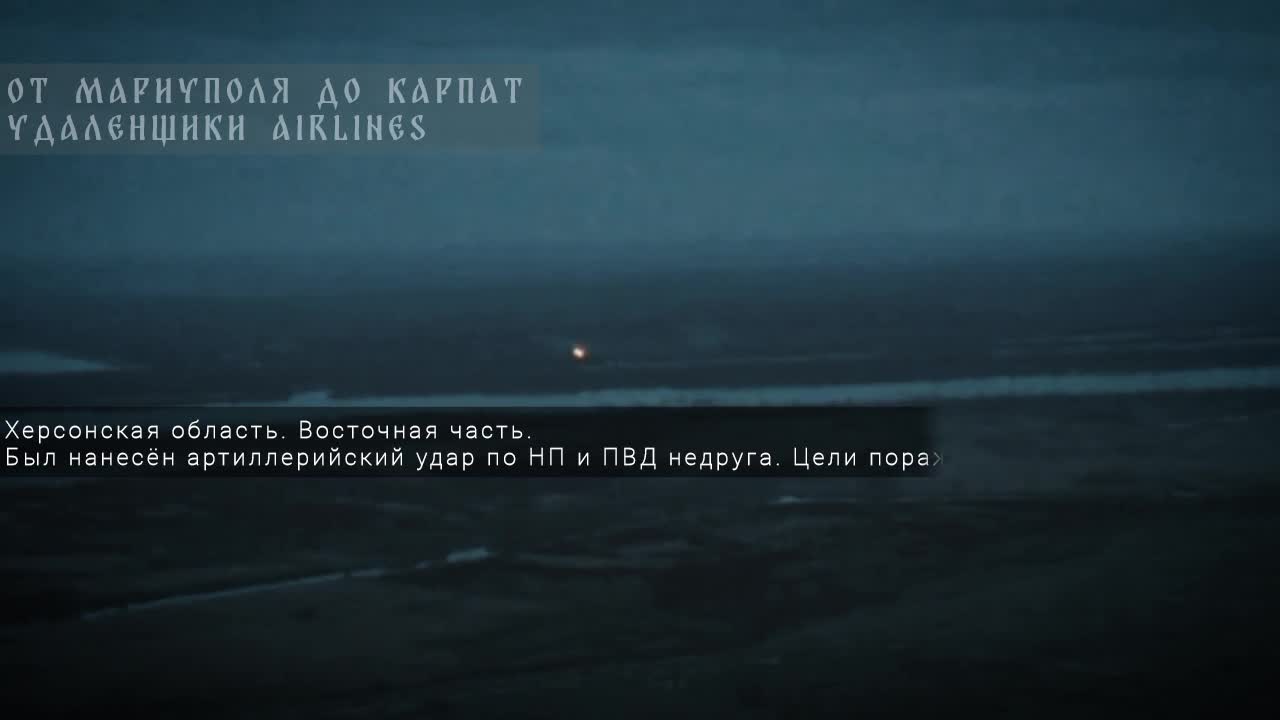 ОТ МАРИУПОЛЯ ДО КАРПАТ
УДАЛЕНЩИКИ AIRLINES
Херсонская область. Восточная часть.
Был нанесён артиллерийский удар по НП и ПВД недруга. Цели пораж